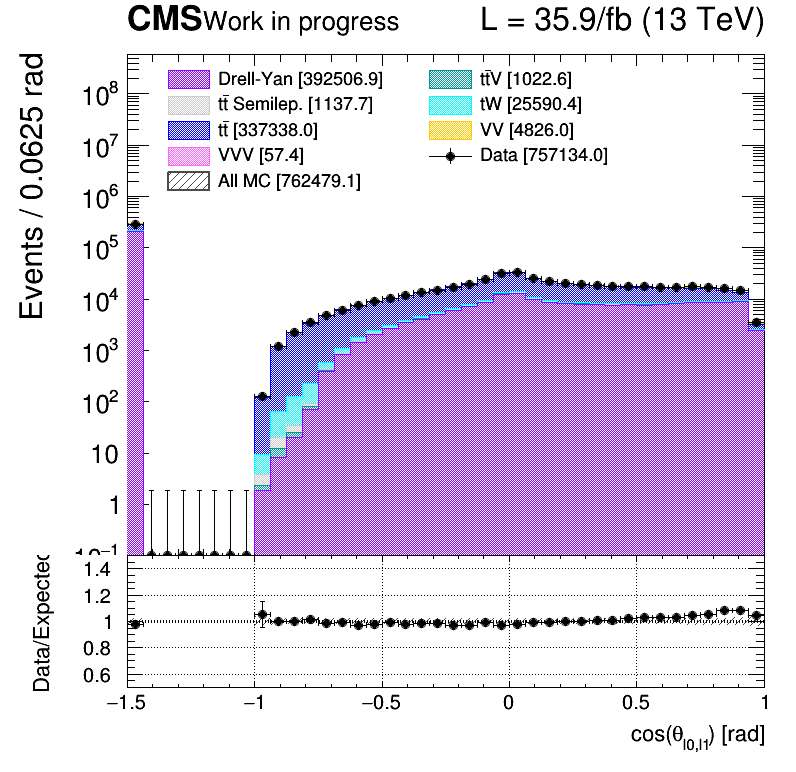 CMS Work in progress L = 35.9/fb (13 TeV)
Events / 0.0625 rad
Drell-Yan [392506.9]
tt̄V [1022.6]
tt̄ Semilep. [1137.7]
tW [25590.4]
tt̄ [337338.0]
VV [4826.0]
VVV [57.4]
Data [757134.0]
All MC [762479.1]
10⁸
10⁷
10⁶
10⁵
10⁴
10³
10²
10
1
10⁻¹
Data/Expected
1.4
1.2
1
0.8
0.6
−1.5 −1 −0.5 0 0.5 1
cos(θ_l0,l1) [rad]